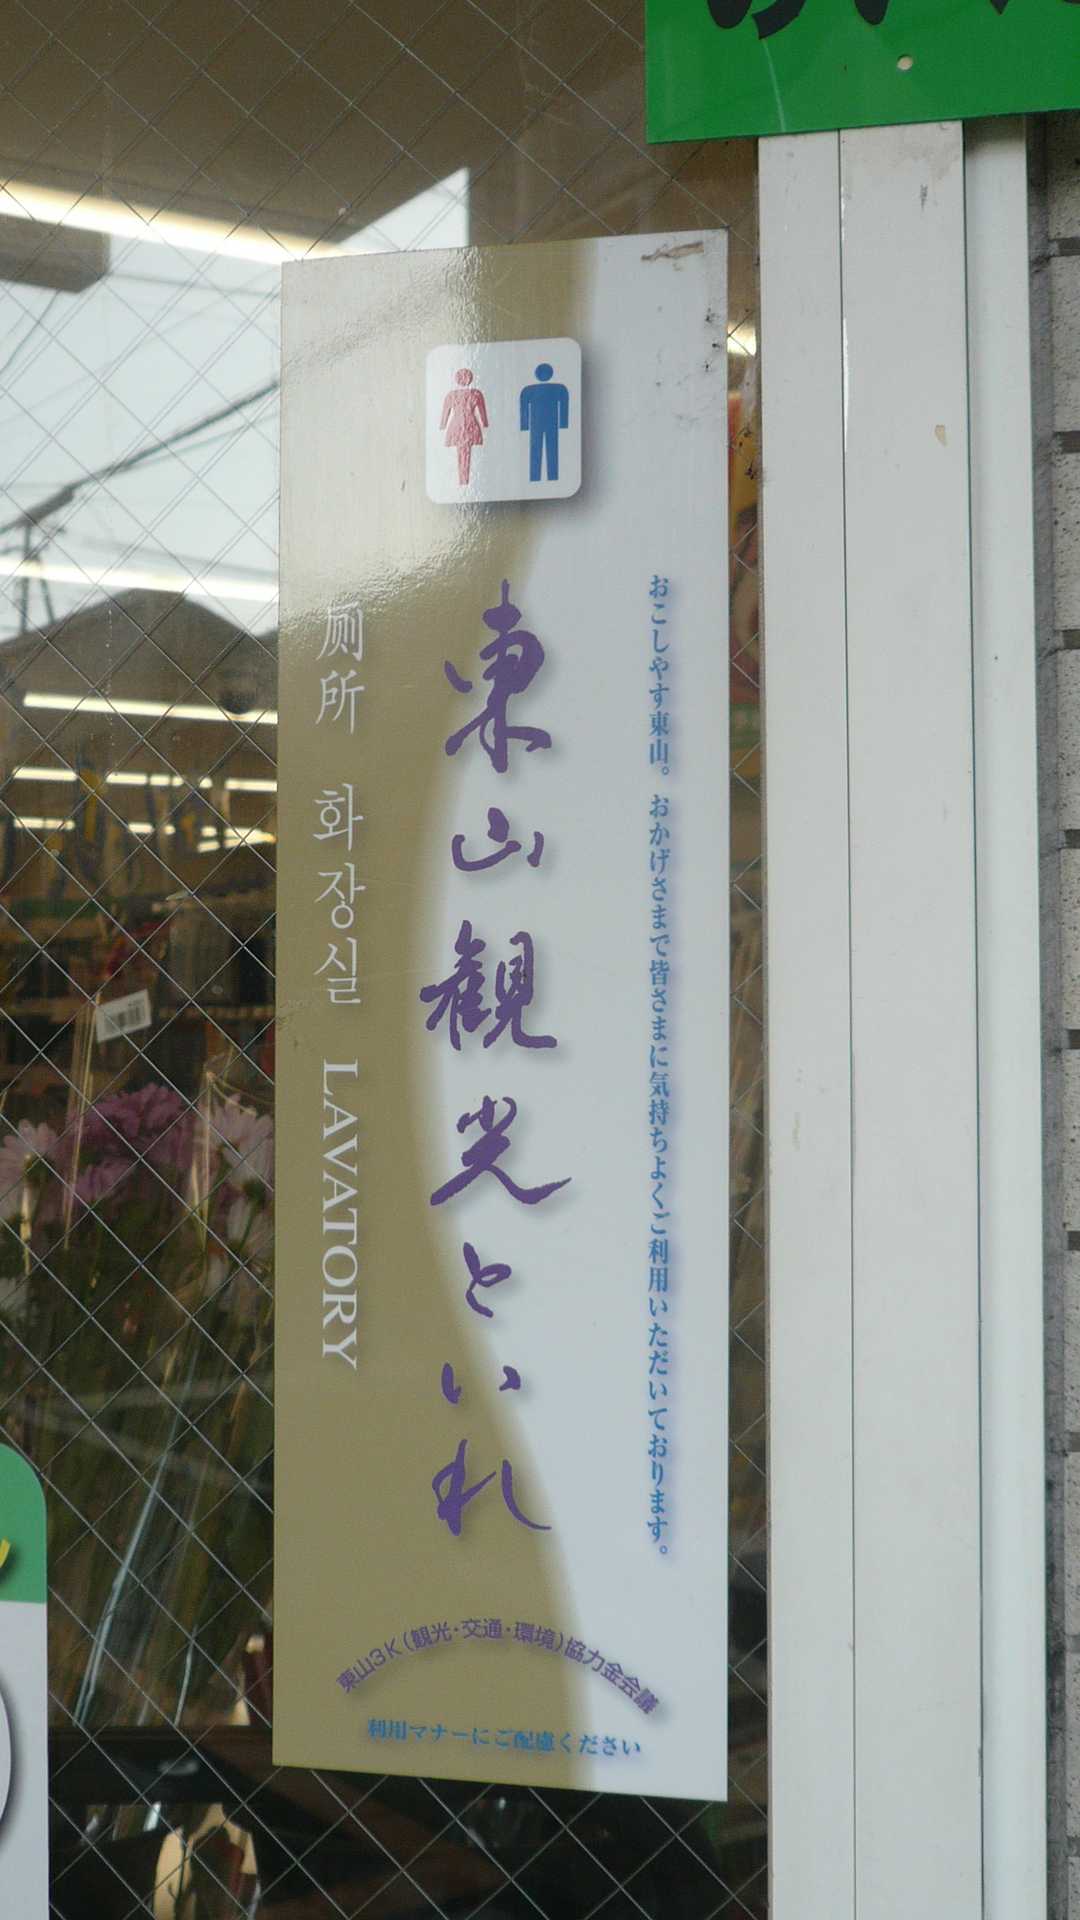 おこしやす東山。おかげさまで皆さまに気持ちよくご利用いただいております。
東山観光といれ
厕所 화장실 LAVATORY
東山3K(観光・交通・環境)協力金会議
利用マナーにご配慮ください